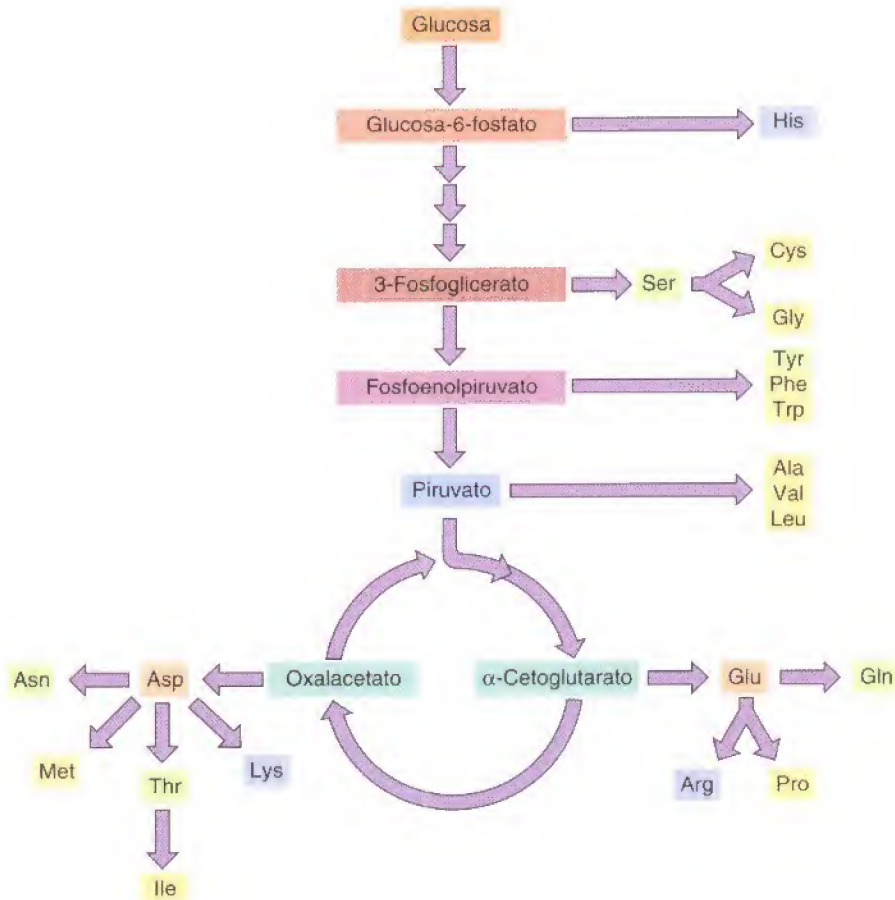 Glucosa
Glucosa-6-fosfato
His
3-Fosfoglicerato
Ser
Cys
Gly
Fosfoenolpiruvato
Tyr
Phe
Trp
Piruvato
Ala
Val
Leu
Asn
Asp
Oxalacetato
α-Cetoglutarato
Glu
Gln
Met
Thr
Lys
Arg
Pro
Ile